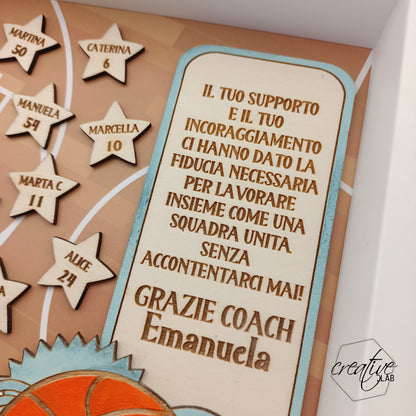 MARTINA
50
CATERINA
6
MANUELA
54
MARCELLA
10
MARTA C
11
ALICE
24
IL TUO SUPPORTO
E IL TUO
INCORAGGIAMENTO
CI HANNO DATO LA
FIDUCIA NECESSARIA
PER LAVORARE
INSIEME COME UNA
SQUADRA UNITA
SENZA
ACCONTENTARCI MAI!
GRAZIE COACH
Emanuela
creative
LAB